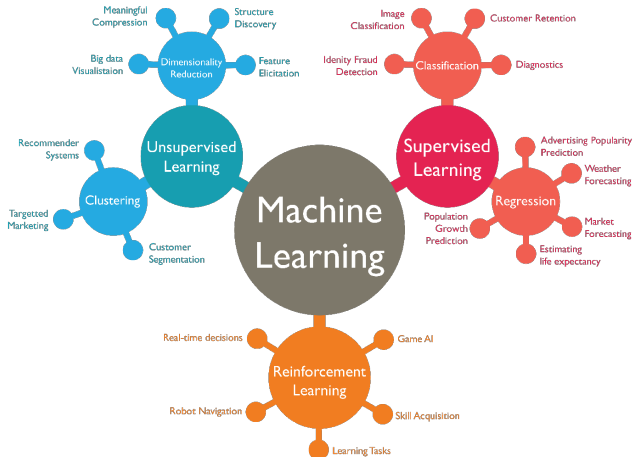 Meaningful
Compression
Structure
Discovery
Big data
Visualistaion
Dimensionality
Reduction
Feature
Elicitation
Unsupervised
Learning
Recommender
Systems
Clustering
Targetted
Marketing
Customer
Segmentation
Image
Classification
Customer Retention
Idenity Fraud
Detection
Classification
Diagnostics
Supervised
Learning
Advertising Popularity
Prediction
Weather
Forecasting
Regression
Population
Growth
Prediction
Market
Forecasting
Estimating
life expectancy
Machine
Learning
Real-time decisions
Game AI
Reinforcement
Learning
Robot Navigation
Skill Acquisition
Learning Tasks